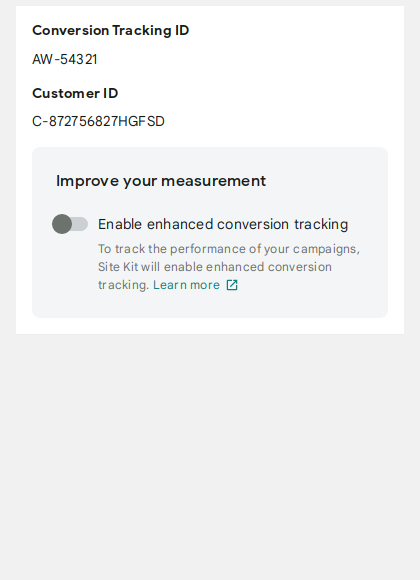 Conversion Tracking ID
AW-54321
Customer ID
C-872756827HGFSD
Improve your measurement
Enable enhanced conversion tracking
To track the performance of your campaigns,
Site Kit will enable enhanced conversion
tracking. Learn more